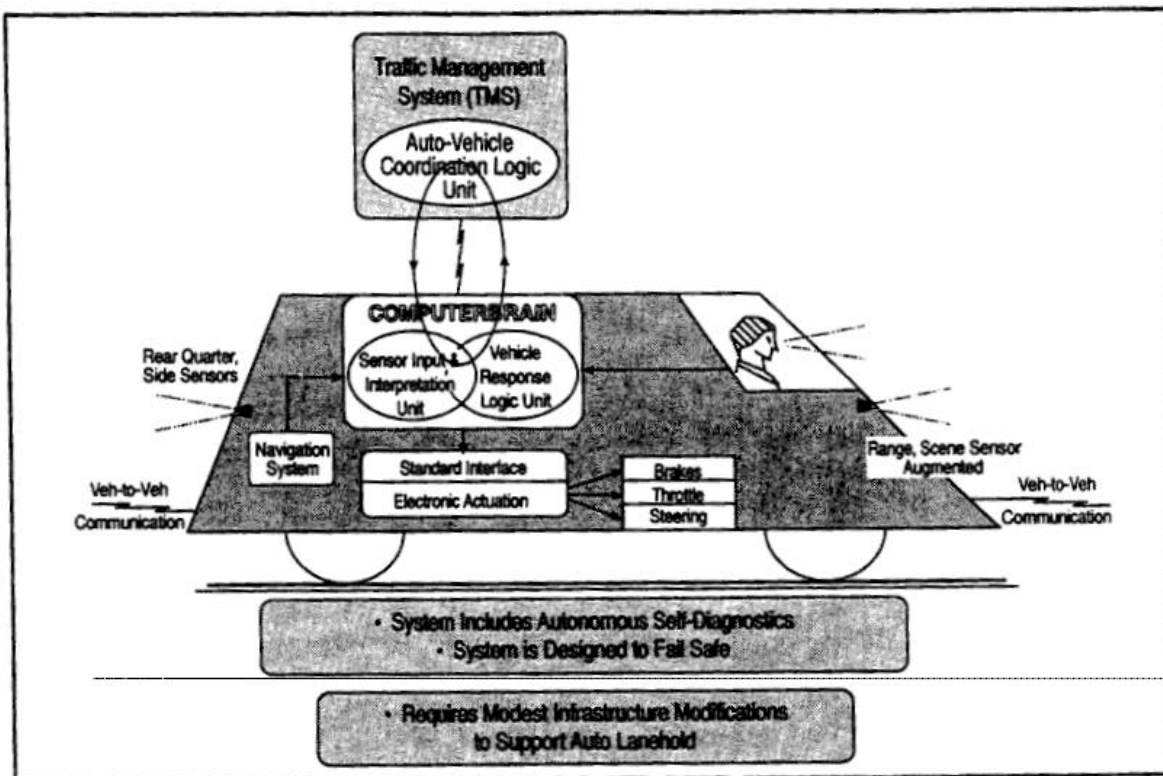 Traffic Management
System (TMS)
Auto-Vehicle
Coordination Logic
Unit
COMPUTERBRAIN
Sensor Input &
Interpretation
Unit
Vehicle
Response
Logic Unit
Rear Quarter,
Side Sensors
Navigation
System
Standard Interface
Electronic Actuation
Brakes
Throttle
Steering
Range, Scene Sensor
Augmented
Veh-to-Veh
Communication
Veh-to-Veh
Communication
• System Includes Autonomous Self-Diagnostics
• System is Designed to Fail Safe
• Requires Modest Infrastructure Modifications
to Support Auto Lanehold